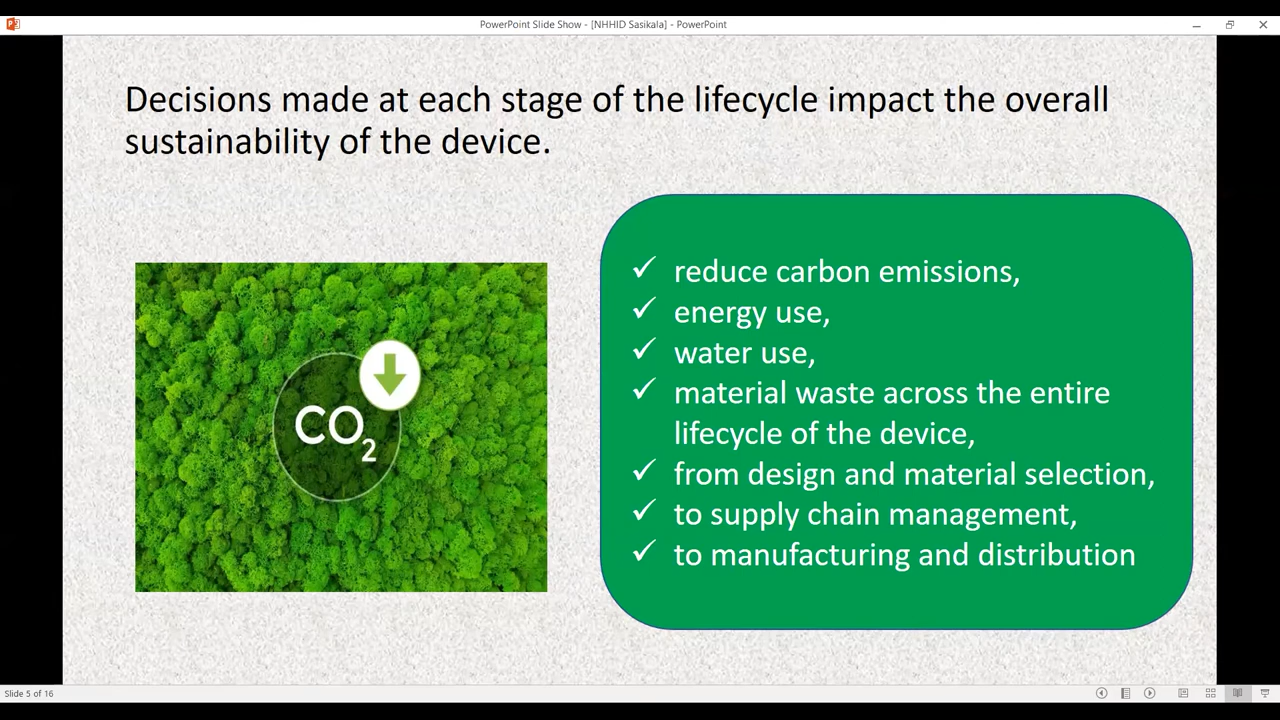 PowerPoint Slide Show - [NHHID Sasikala] - PowerPoint
Decisions made at each stage of the lifecycle impact the overall
sustainability of the device.
CO2
✓ reduce carbon emissions,
✓ energy use,
✓ water use,
✓ material waste across the entire
lifecycle of the device,
✓ from design and material selection,
✓ to supply chain management,
✓ to manufacturing and distribution
Slide 5 of 16